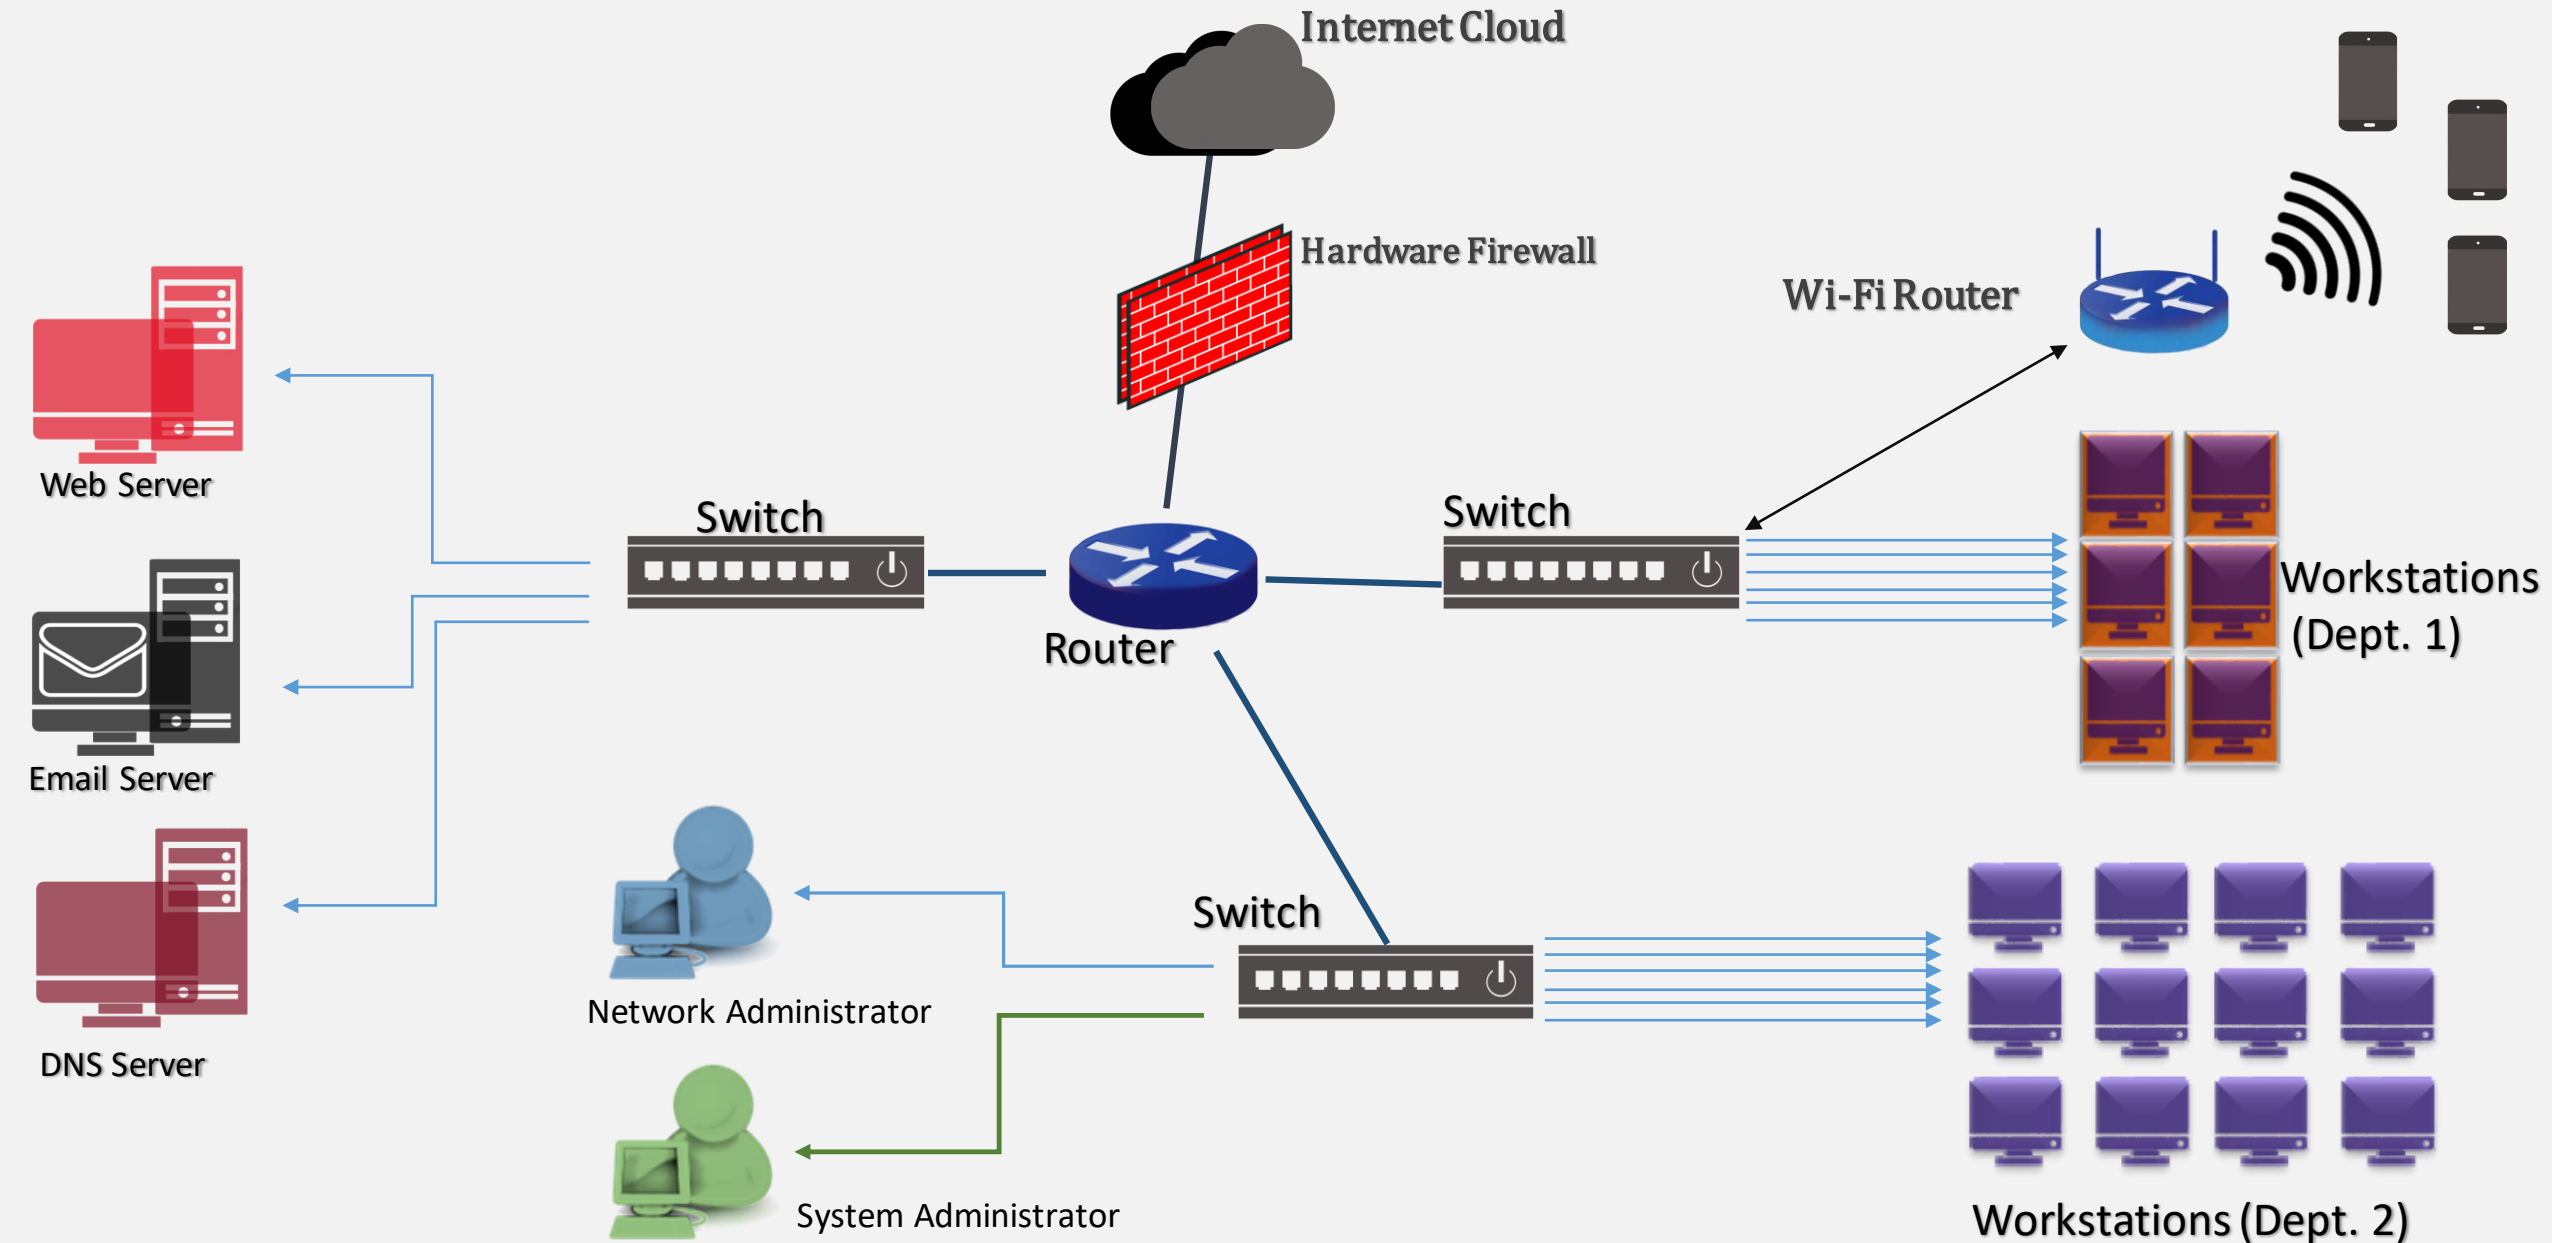 Internet Cloud
Hardware Firewall
Wi-Fi Router
Web Server
Switch
Switch
Workstations
(Dept. 1)
Router
Email Server
Switch
Network Administrator
DNS Server
System Administrator
Workstations (Dept. 2)